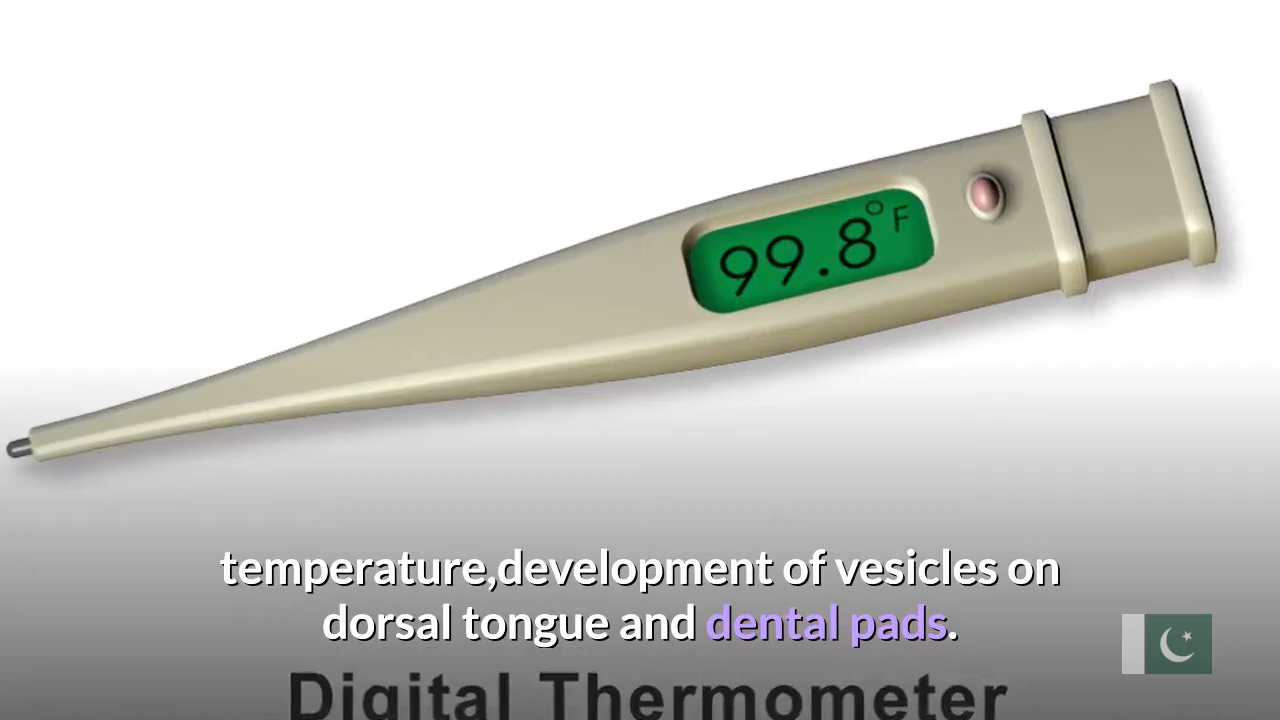 99.8°F
temperature,development of vesicles on
dorsal tongue and dental pads.
Digital Thermometer